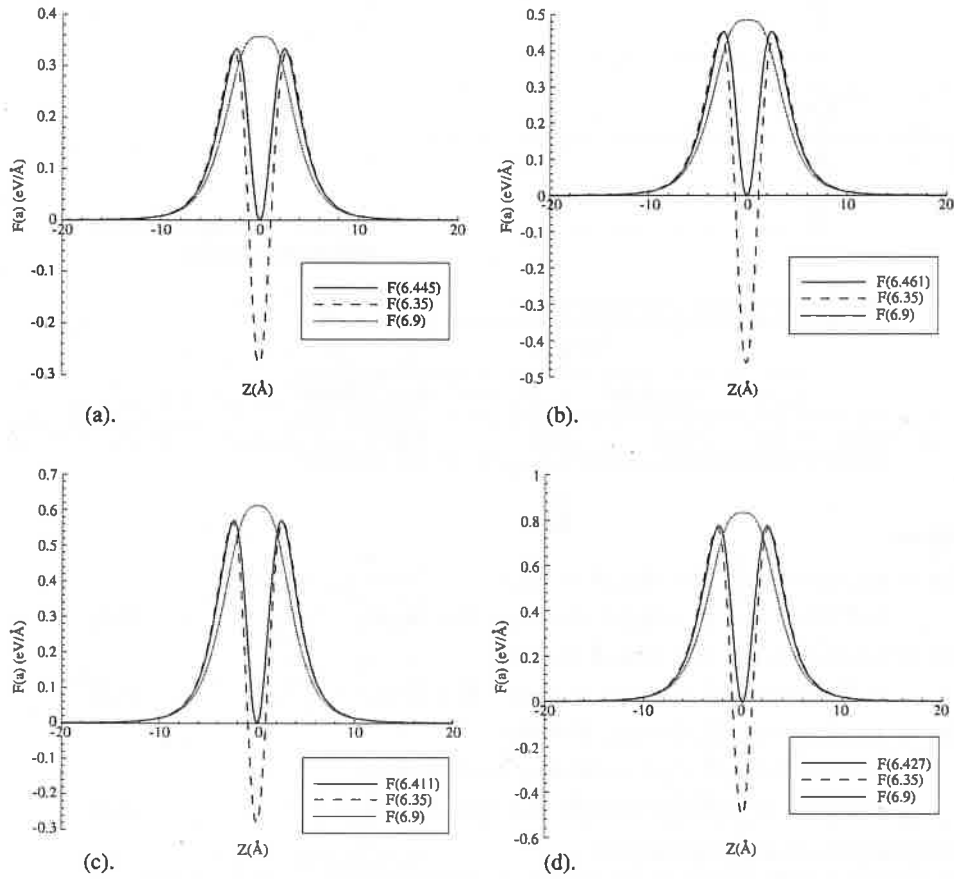 0.4
0.3
0.2
0.1
0
-0.1
-0.2
-0.3
-20
-10
0
10
20
F(a) (eV/Å)
Z(Å)
F(6.445)
F(6.35)
F(6.9)
(a).
0.5
0.4
0.3
0.2
0.1
0
-0.1
-0.2
-0.3
-0.4
-0.5
-20
-10
0
10
20
F(a) (eV/Å)
Z(Å)
F(6.461)
F(6.35)
F(6.9)
(b).
0.7
0.6
0.5
0.4
0.3
0.2
0.1
0
-0.1
-0.2
-0.3
-20
-10
0
10
20
F(a) (eV/Å)
Z(Å)
F(6.411)
F(6.35)
F(6.9)
(c).
1
0.8
0.6
0.4
0.2
0
-0.2
-0.4
-0.6
-20
-10
0
10
20
F(a) (eV/Å)
Z(Å)
F(6.427)
F(6.35)
F(6.9)
(d).